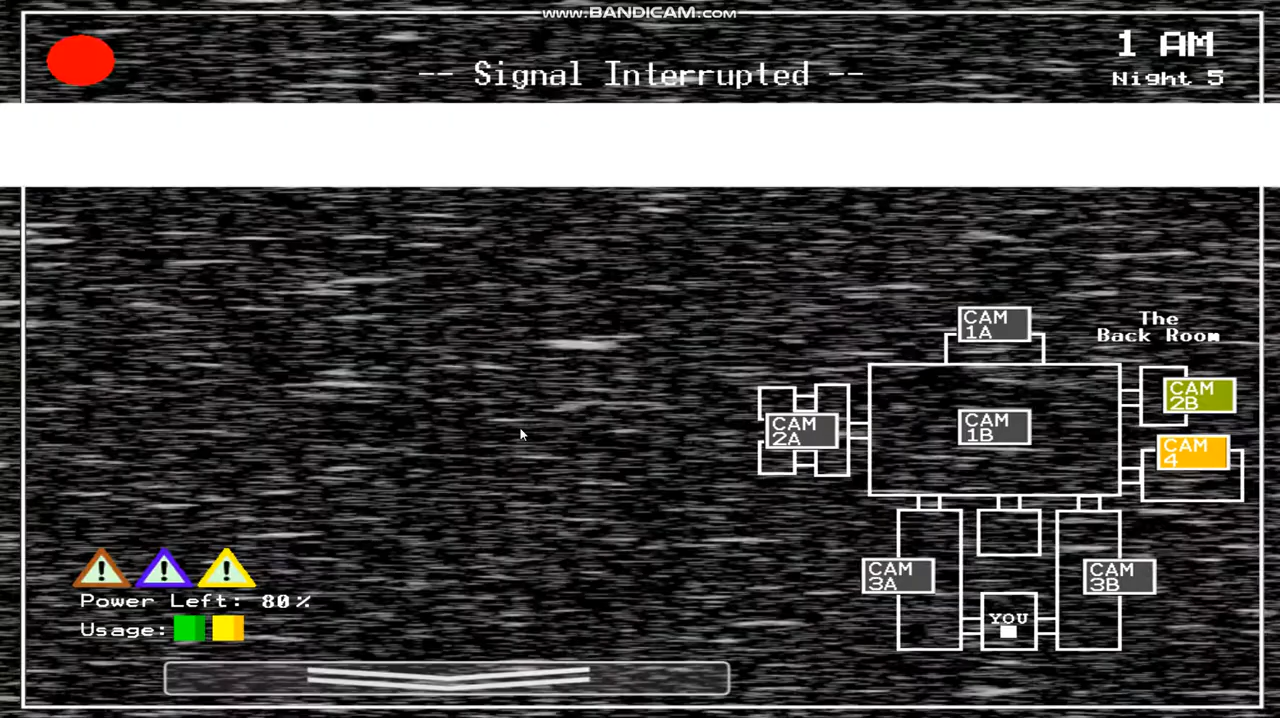 www.BANDICAM.com
1 AM
-- Signal Interrupted --
Night 5
CAM
1A
The
Back Room
CAM
2B
CAM
2A
CAM
1B
CAM
4
! ! !
CAM
3A
CAM
3B
Power Left: 80%
Usage:
YOU